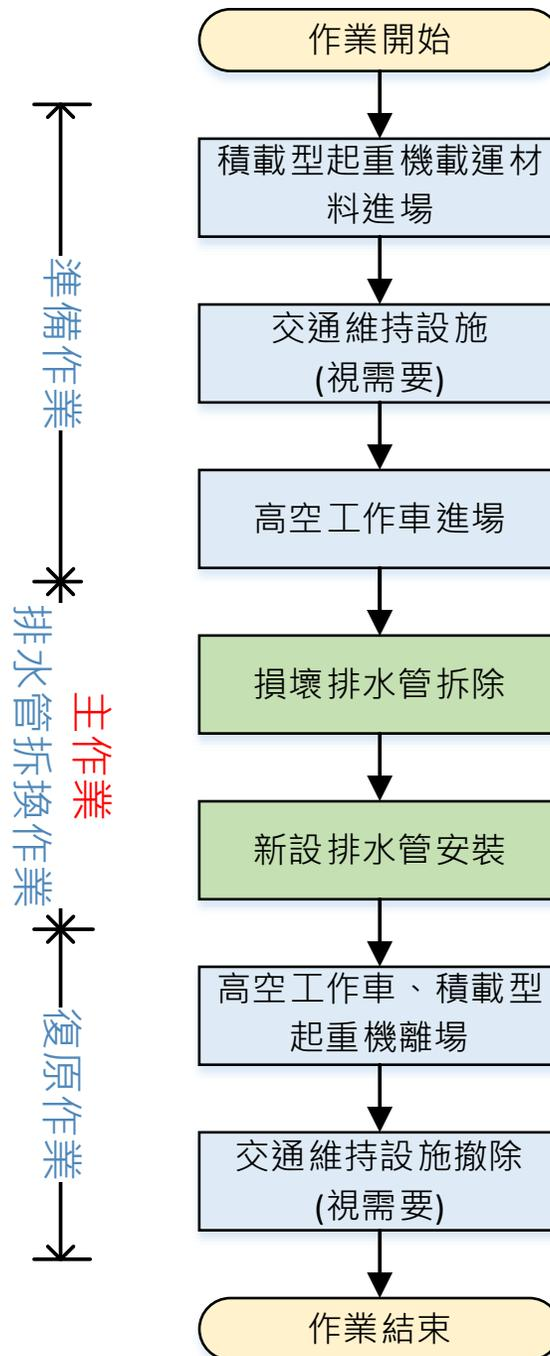 作業開始
積載型起重機載運材
料進場
交通維持設施
(視需要)
高空工作車進場
損壞排水管拆除
新設排水管安裝
高空工作車、積載型
起重機離場
交通維持設施撤除
(視需要)
作業結束
準備作業
主作業
排水管拆換作業
復原作業